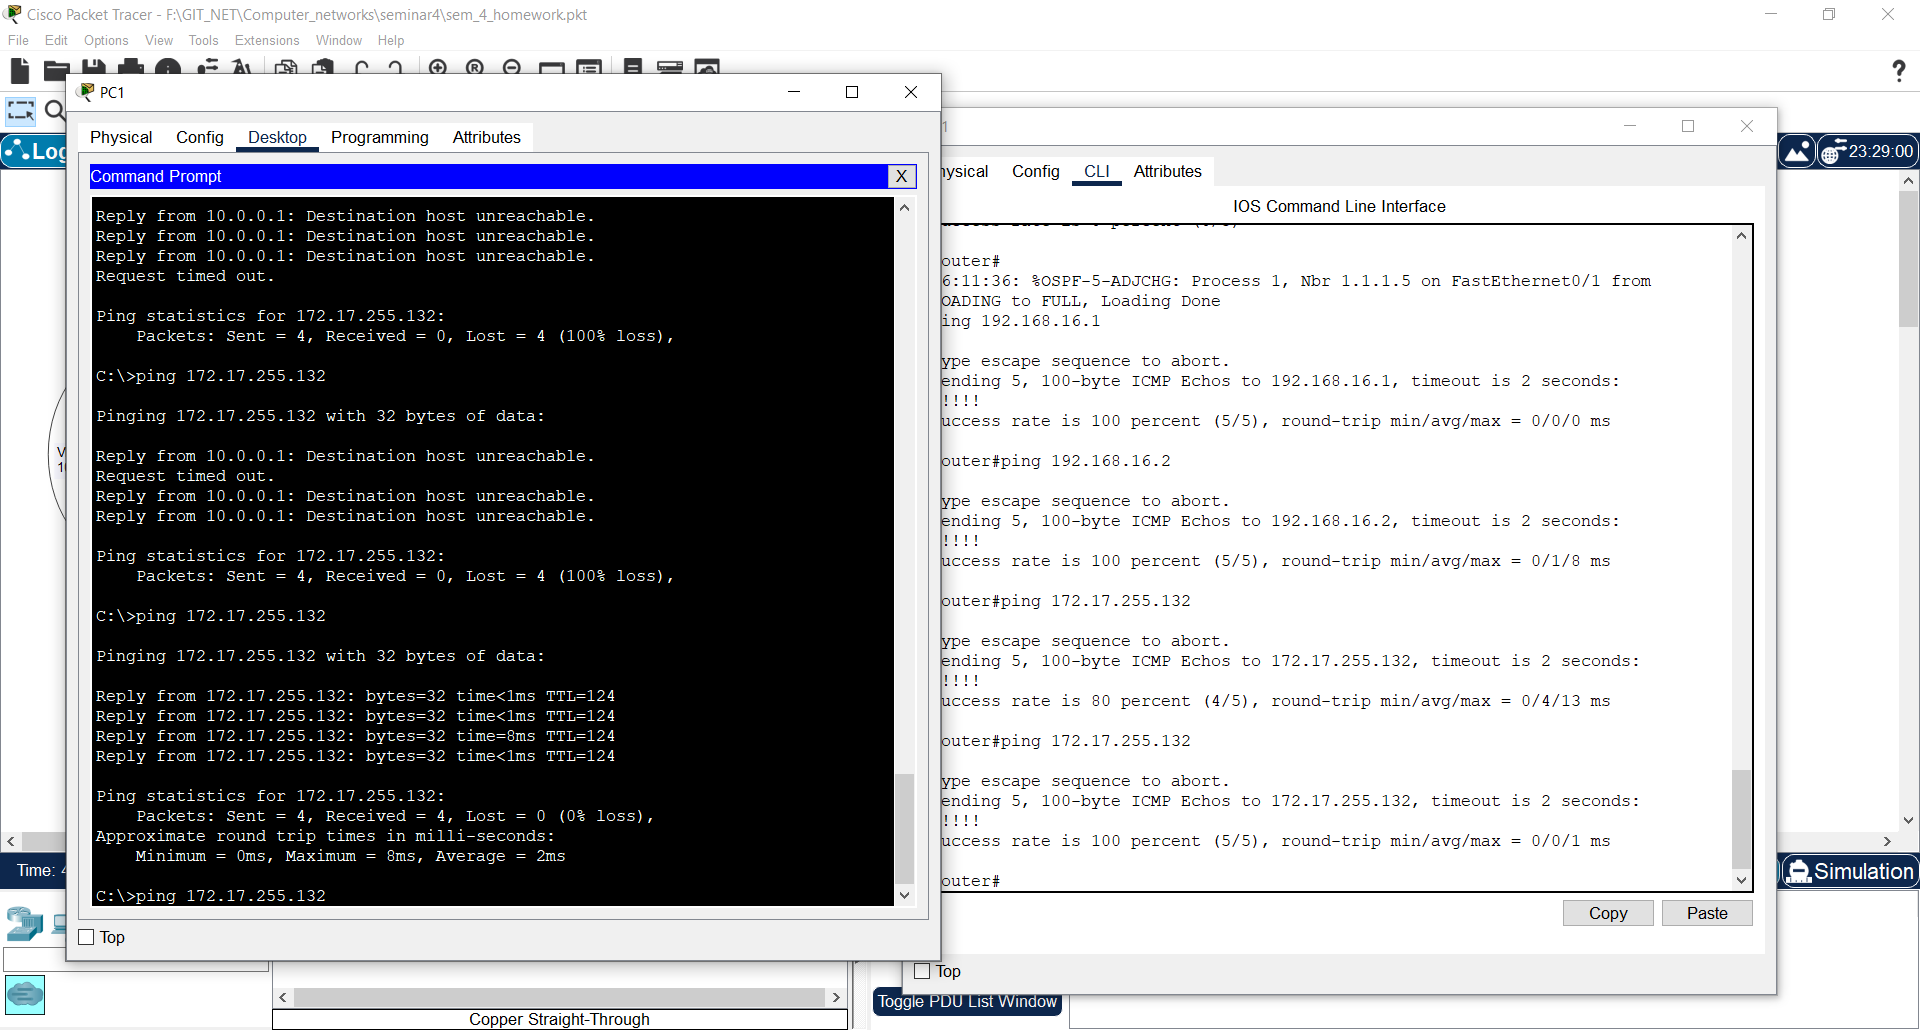 Cisco Packet Tracer - F:\GIT_NET\Computer_networks\seminar4\sem_4_homework.pkt
File Edit Options View Tools Extensions Window Help
PC1
Physical Config Desktop Programming Attributes
Command Prompt
X
Reply from 10.0.0.1: Destination host unreachable.
Reply from 10.0.0.1: Destination host unreachable.
Reply from 10.0.0.1: Destination host unreachable.
Request timed out.
Ping statistics for 172.17.255.132:
Packets: Sent = 4, Received = 0, Lost = 4 (100% loss),
C:\>ping 172.17.255.132
Pinging 172.17.255.132 with 32 bytes of data:
Reply from 10.0.0.1: Destination host unreachable.
Request timed out.
Reply from 10.0.0.1: Destination host unreachable.
Reply from 10.0.0.1: Destination host unreachable.
Ping statistics for 172.17.255.132:
Packets: Sent = 4, Received = 0, Lost = 4 (100% loss),
C:\>ping 172.17.255.132
Pinging 172.17.255.132 with 32 bytes of data:
Reply from 172.17.255.132: bytes=32 time<1ms TTL=124
Reply from 172.17.255.132: bytes=32 time<1ms TTL=124
Reply from 172.17.255.132: bytes=32 time=8ms TTL=124
Reply from 172.17.255.132: bytes=32 time<1ms TTL=124
Ping statistics for 172.17.255.132:
Packets: Sent = 4, Received = 4, Lost = 0 (0% loss),
Approximate round trip times in milli-seconds:
Minimum = 0ms, Maximum = 8ms, Average = 2ms
C:\>ping 172.17.255.132
Top
1
hysical Config CLI Attributes
IOS Command Line Interface
outer#
6:11:36: %OSPF-5-ADJCHG: Process 1, Nbr 1.1.1.5 on FastEthernet0/1 from
OADING to FULL, Loading Done
ing 192.168.16.1
ype escape sequence to abort.
ending 5, 100-byte ICMP Echos to 192.168.16.1, timeout is 2 seconds:
!!!!
uccess rate is 100 percent (5/5), round-trip min/avg/max = 0/0/0 ms
outer#ping 192.168.16.2
ype escape sequence to abort.
ending 5, 100-byte ICMP Echos to 192.168.16.2, timeout is 2 seconds:
!!!!
uccess rate is 100 percent (5/5), round-trip min/avg/max = 0/1/8 ms
outer#ping 172.17.255.132
ype escape sequence to abort.
ending 5, 100-byte ICMP Echos to 172.17.255.132, timeout is 2 seconds:
!!!!
uccess rate is 80 percent (4/5), round-trip min/avg/max = 0/4/13 ms
outer#ping 172.17.255.132
ype escape sequence to abort.
ending 5, 100-byte ICMP Echos to 172.17.255.132, timeout is 2 seconds:
!!!!
uccess rate is 100 percent (5/5), round-trip min/avg/max = 0/0/1 ms
outer#
Copy Paste
Top
Log
23:29:00
V
10
Time: 4
Simulation
Toggle PDU List Window
Copper Straight-Through